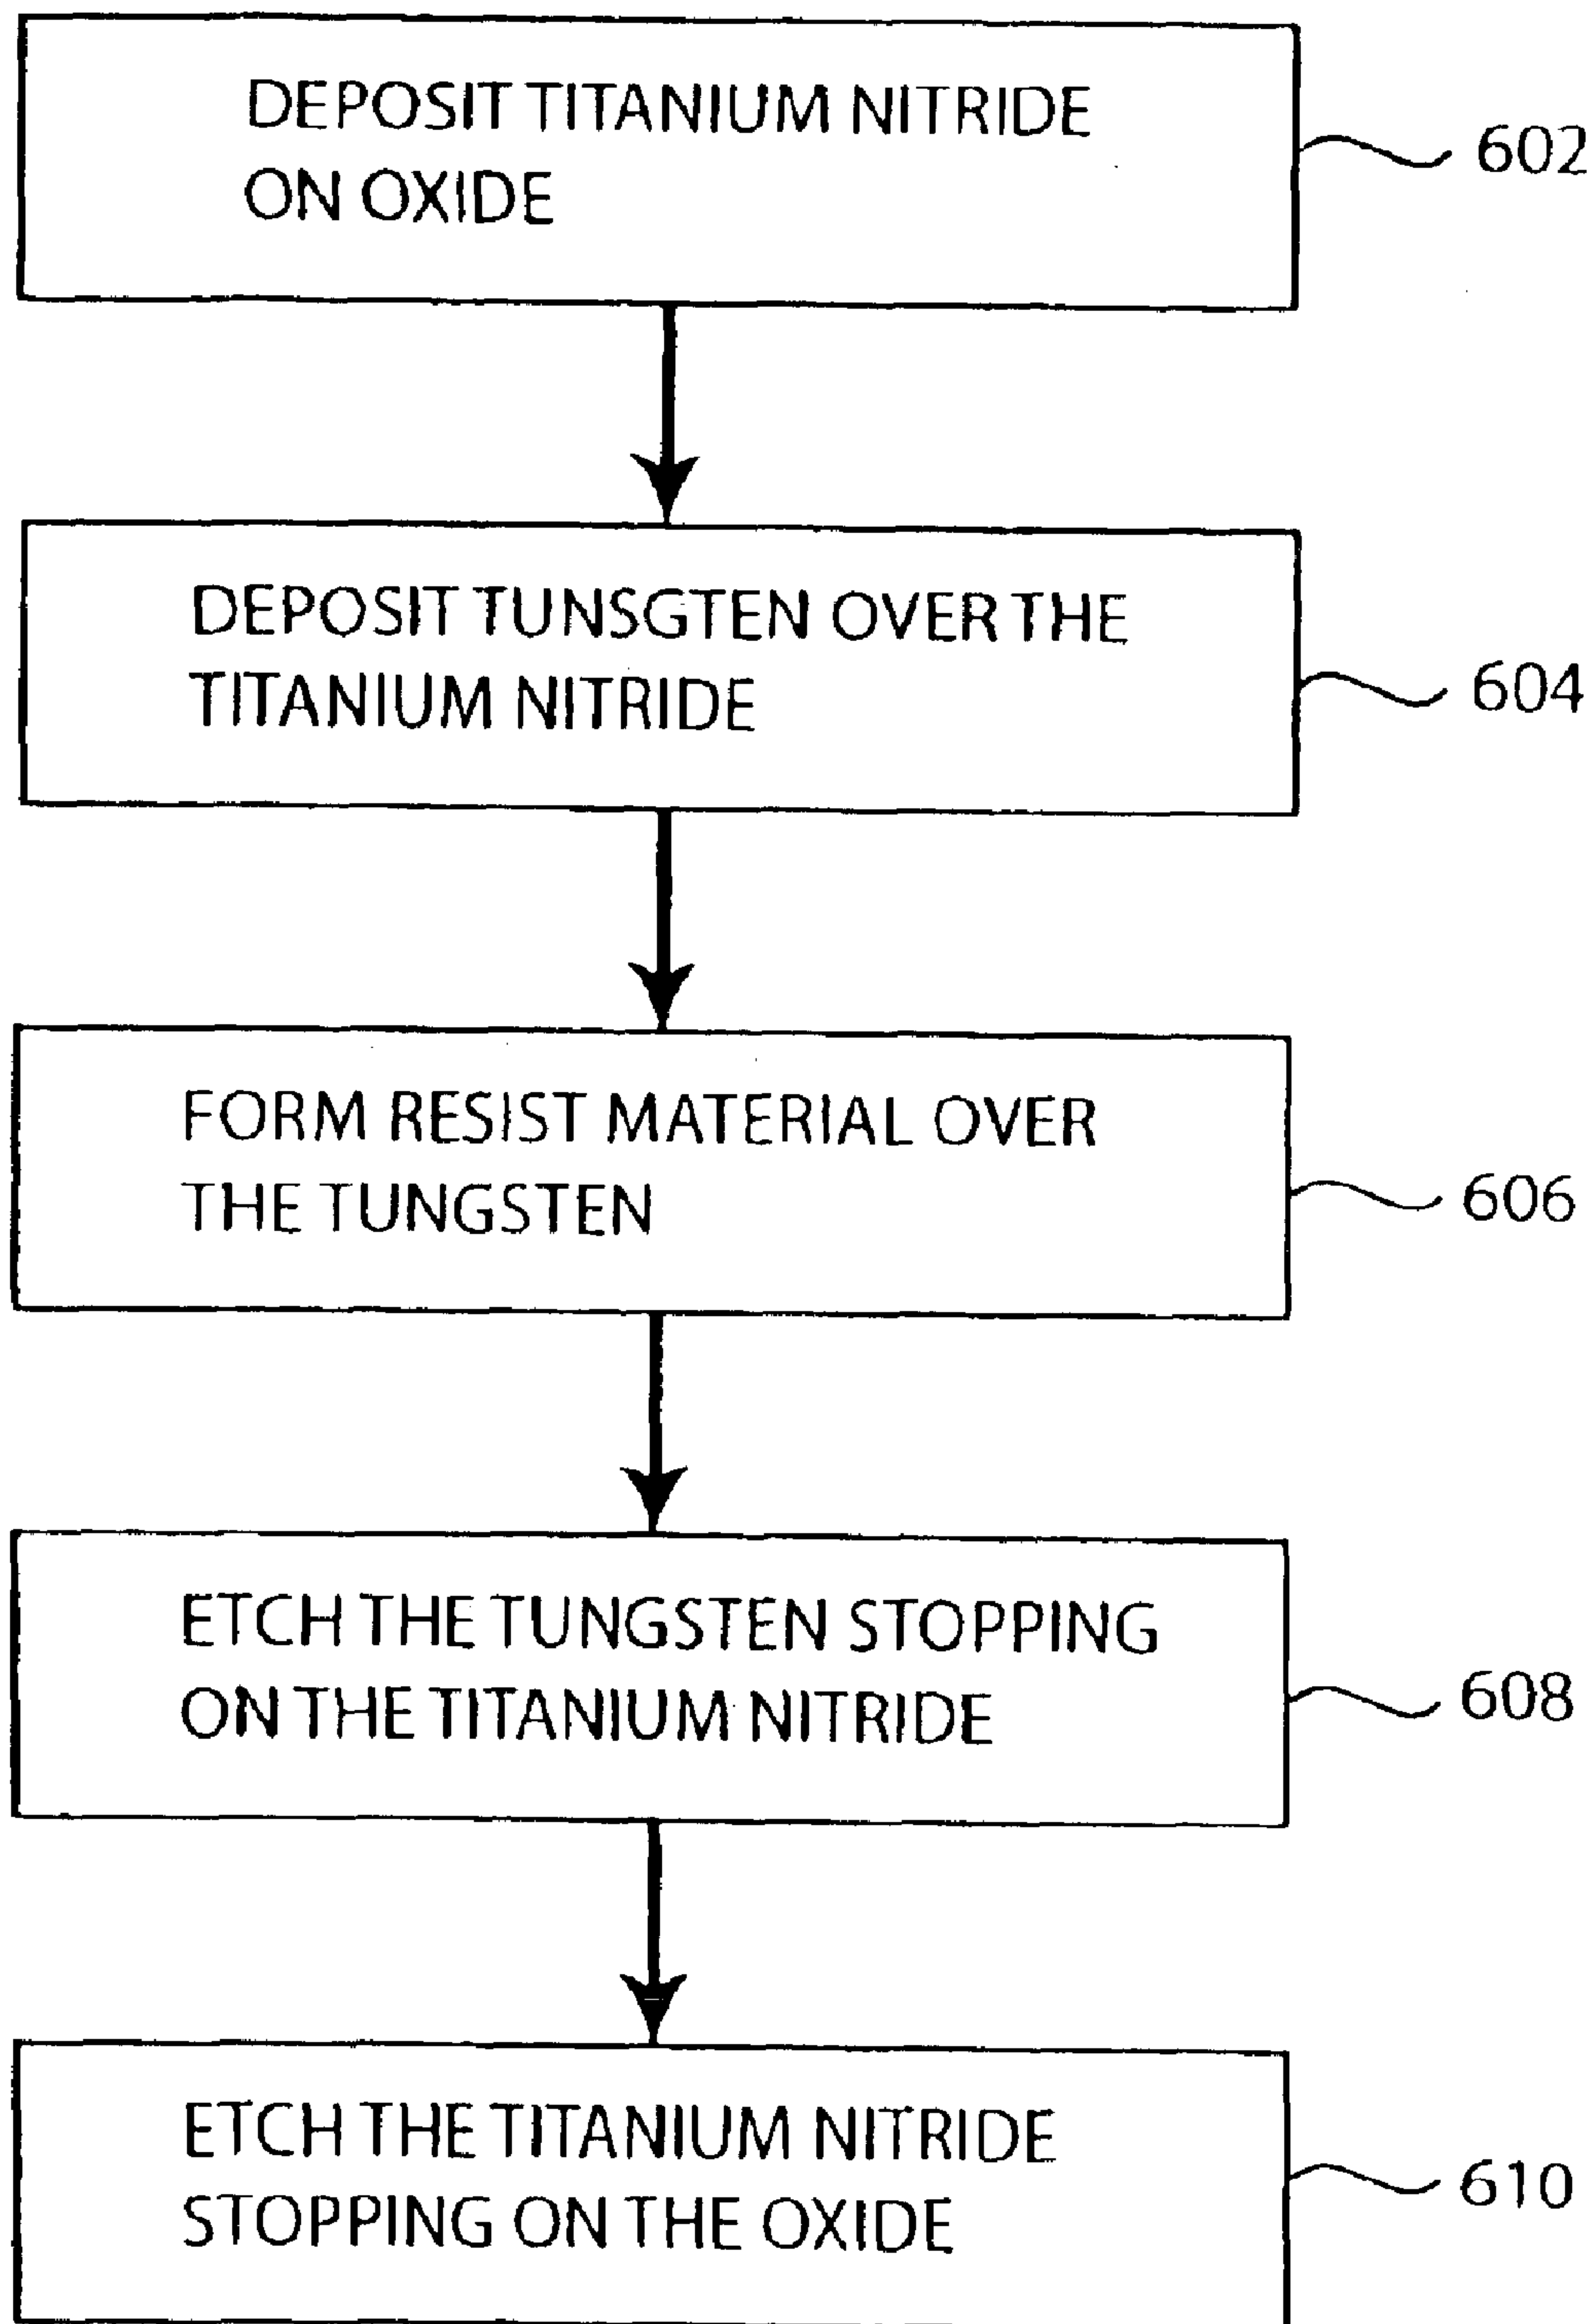 DEPOSIT TITANIUM NITRIDE
ON OXIDE
602
DEPOSIT TUNSGTEN OVER THE
TITANIUM NITRIDE
604
FORM RESIST MATERIAL OVER
THE TUNGSTEN
606
ETCH THE TUNGSTEN STOPPING
ON THE TITANIUM NITRIDE
608
ETCH THE TITANIUM NITRIDE
STOPPING ON THE OXIDE
610